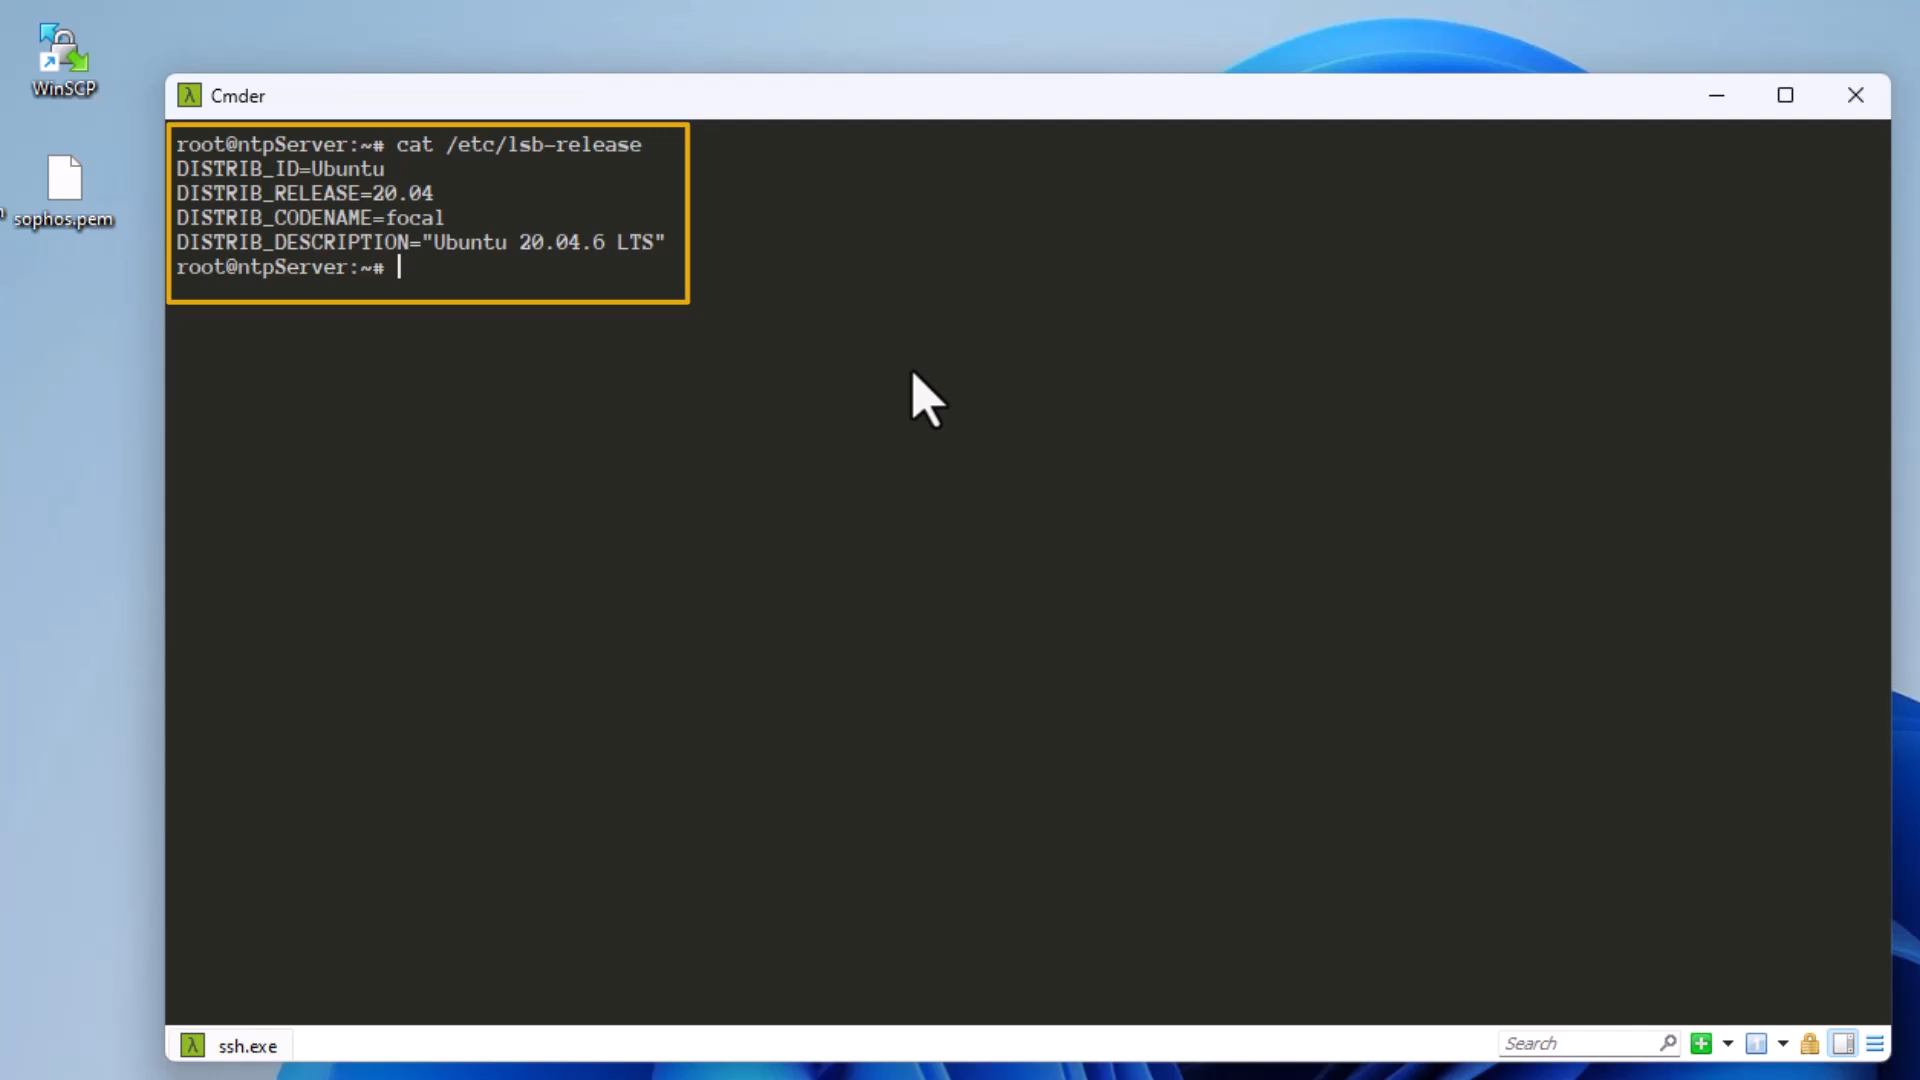 WinSCP
sophos.pem
Cmder
root@ntpServer:~# cat /etc/lsb-release
DISTRIB_ID=Ubuntu
DISTRIB_RELEASE=20.04
DISTRIB_CODENAME=focal
DISTRIB_DESCRIPTION="Ubuntu 20.04.6 LTS"
root@ntpServer:~#
ssh.exe
Search